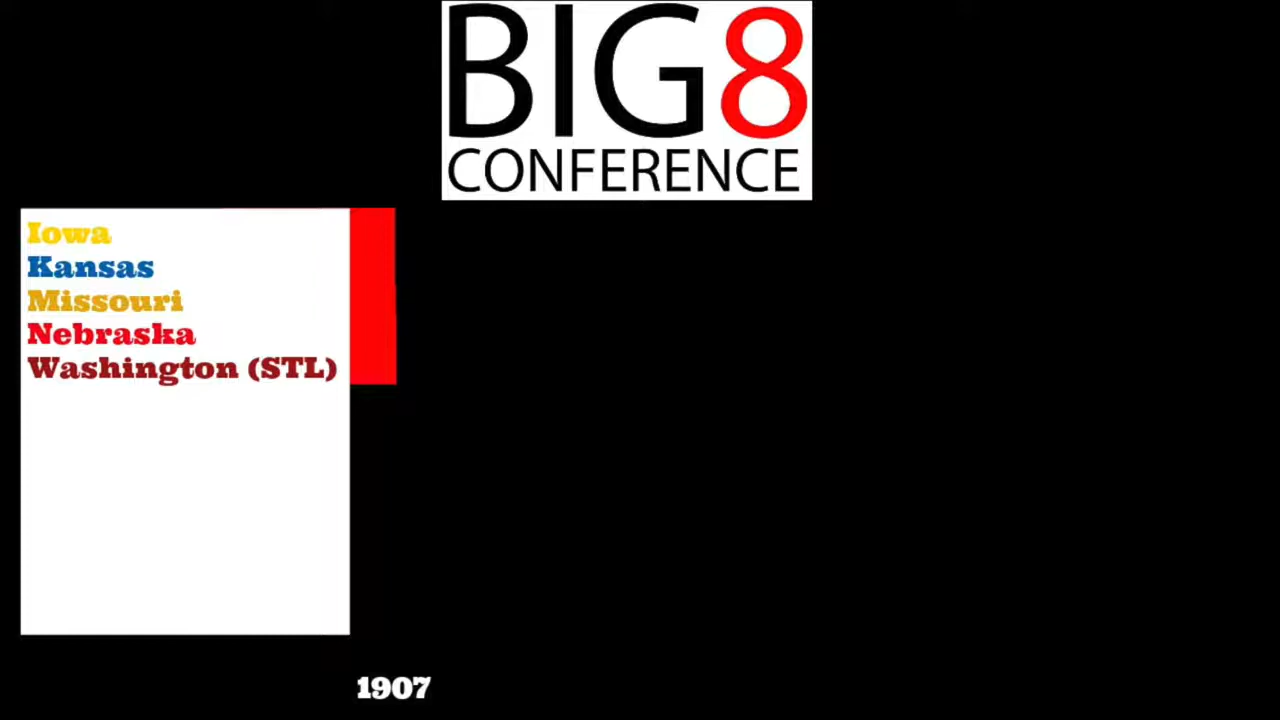 BIG8
CONFERENCE
Iowa
Kansas
Missouri
Nebraska
Washington (STL)
1907